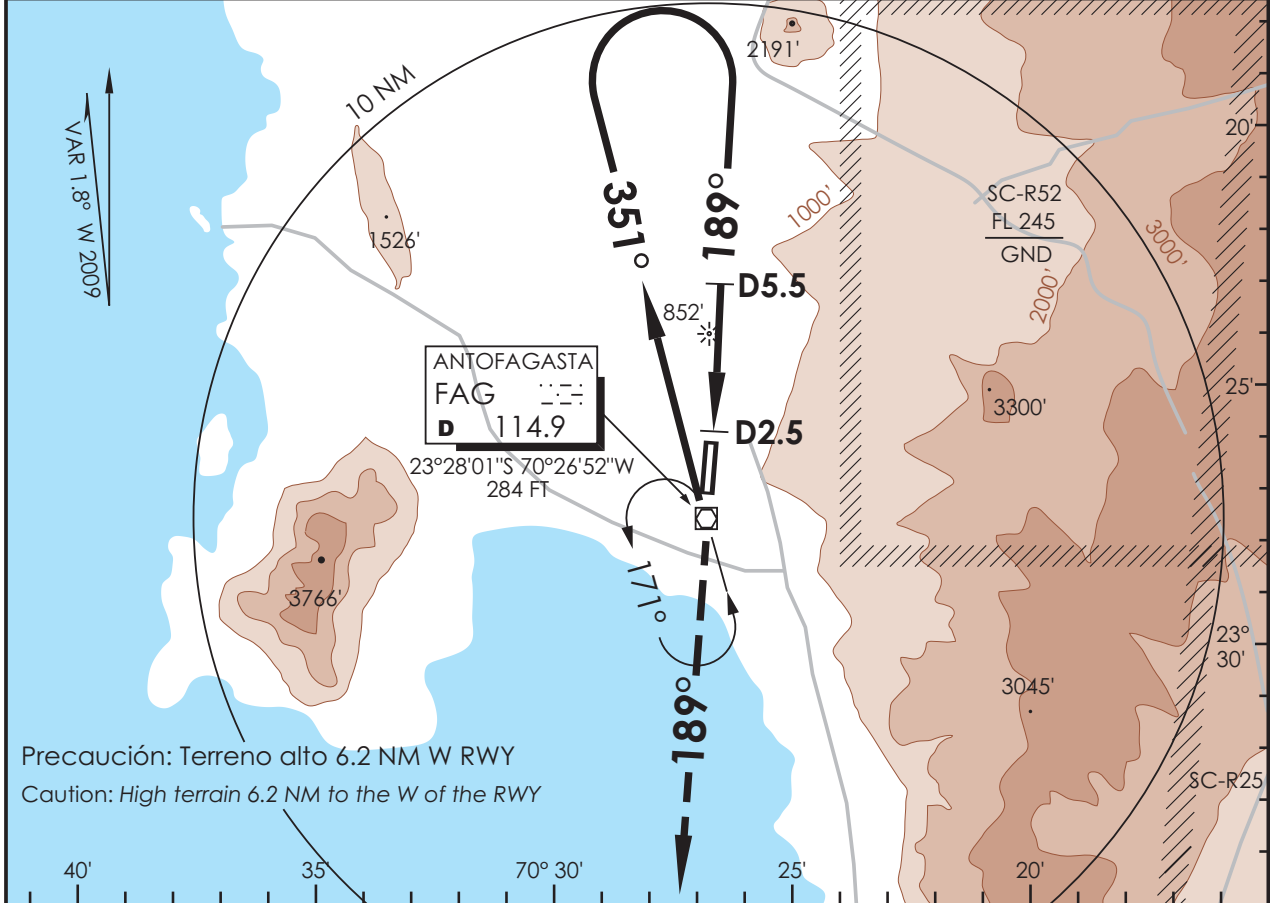 2191'
10 NM
VAR 1.8° W 2009
20'
351°
189°
1000'
SC-R52
FL 245
GND
3000'
1526'
2000'
D5.5
852'
ANTOFAGASTA
FAG
D 114.9
23°28'01"S 70°26'52"W
284 FT
25'
3300'
D2.5
171°
3766'
23°
30'
189°
3045'
Precaución: Terreno alto 6.2 NM W RWY
Caution: High terrain 6.2 NM to the W of the RWY
SC-R25
40'
35'
70° 30'
25'
20'